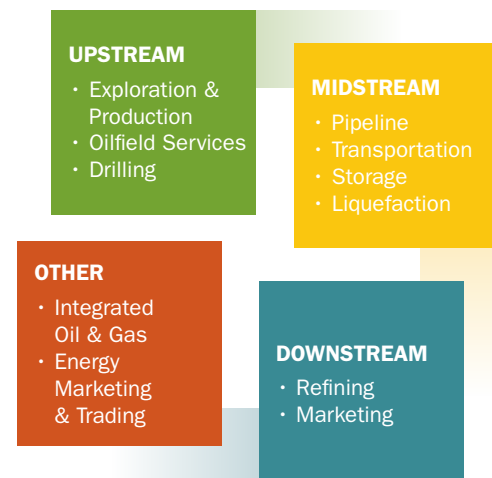 UPSTREAM
· Exploration &
Production
· Oilfield Services
· Drilling
MIDSTREAM
· Pipeline
· Transportation
· Storage
· Liquefaction
OTHER
· Integrated
Oil & Gas
· Energy
Marketing
& Trading
DOWNSTREAM
· Refining
· Marketing